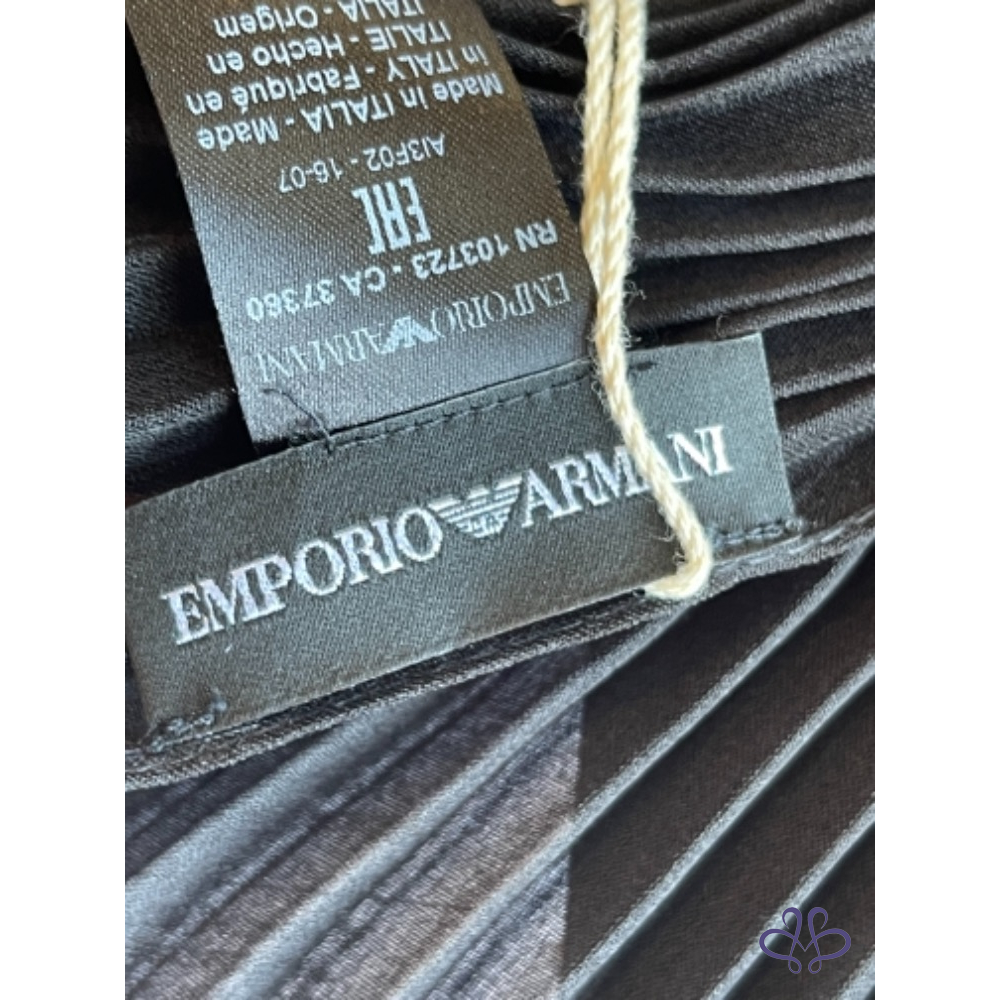 EMPORIO ARMANI
EMPORIO ARMANI
RN 103723 - CA 37360
EAC
AI3F02 - 16-07
Made in ITALIA - Made
in ITALY - Fabriqué en
ITALIE - Hecho en
ITALIA - Origem